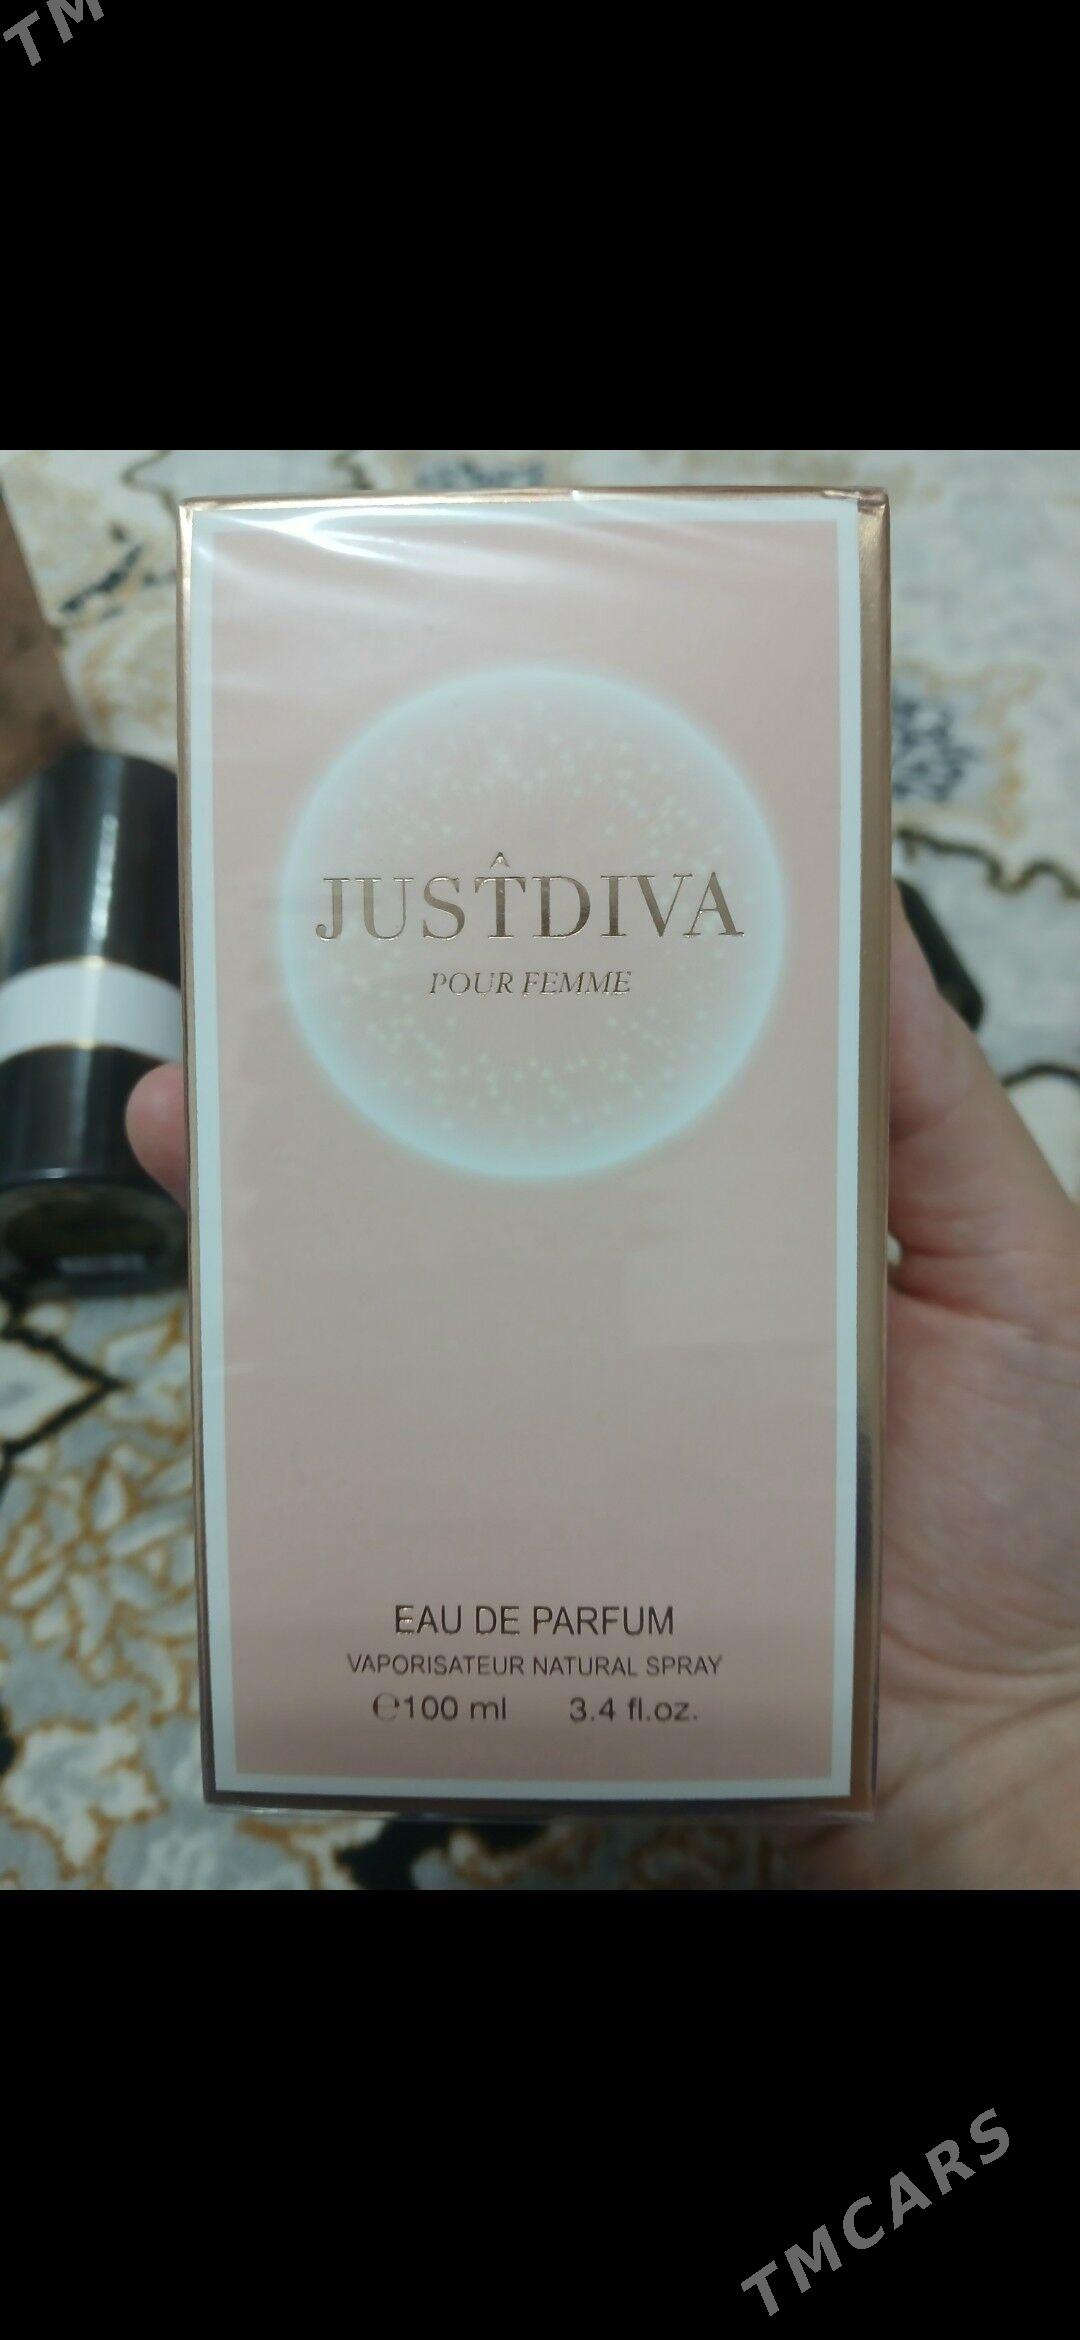 TM
JUSTDIVA
POUR FEMME
EAU DE PARFUM
VAPORISATEUR NATURAL SPRAY
℮100 ml 3.4 fl.oz.
TMCARS